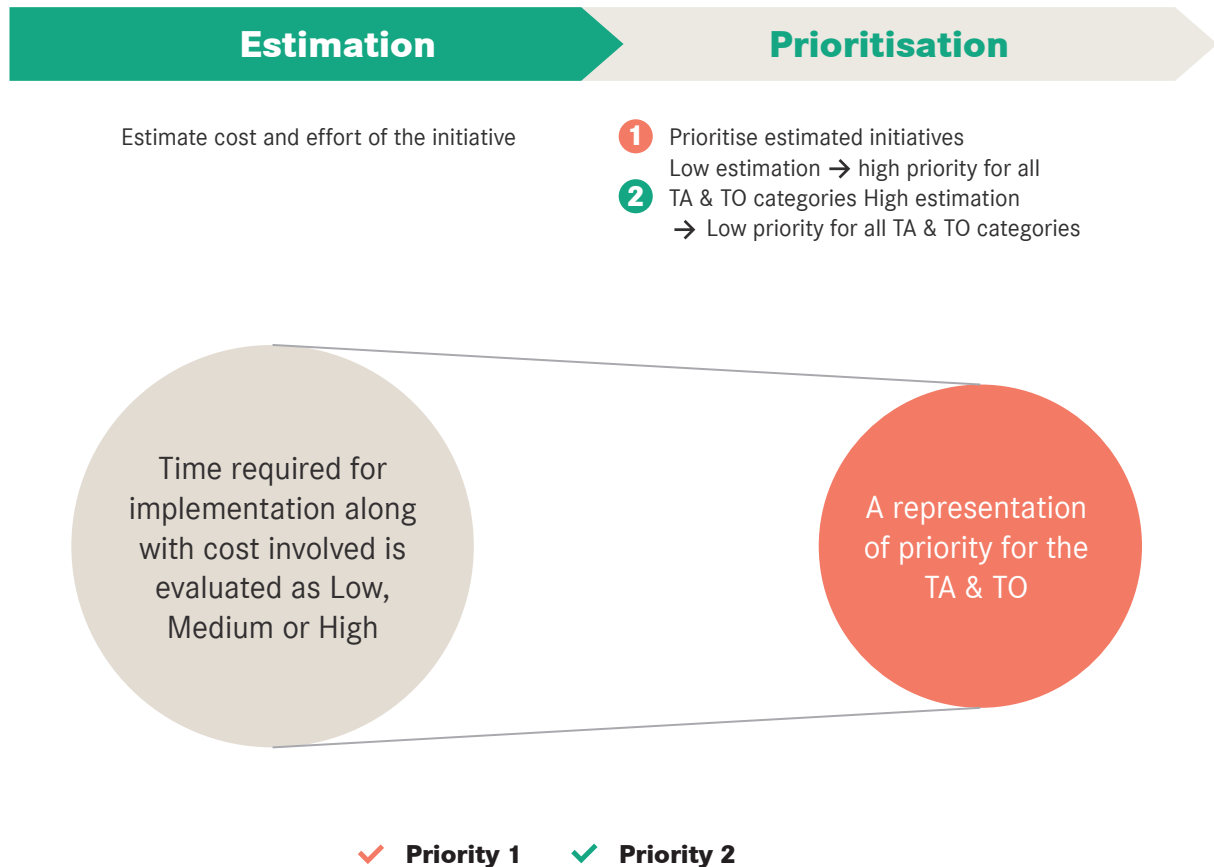 Estimation
Prioritisation
Estimate cost and effort of the initiative
1 Prioritise estimated initiatives
Low estimation → high priority for all
2 TA & TO categories High estimation
→ Low priority for all TA & TO categories
Time required for
implementation along
with cost involved is
evaluated as Low,
Medium or High
A representation
of priority for the
TA & TO
✓ Priority 1 ✓ Priority 2